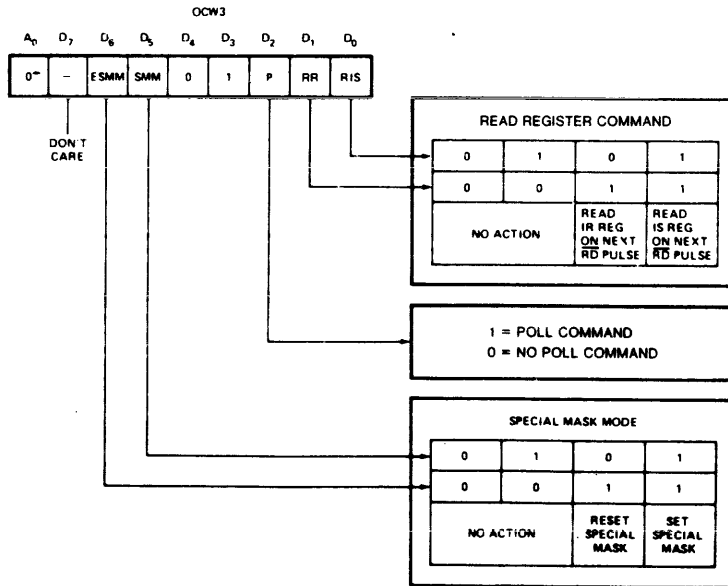 OCW3
A0 D7 D6 D5 D4 D3 D2 D1 D0
0 - ESMM SMM 0 1 P RR RIS
DON'T
CARE
READ REGISTER COMMAND
0 1 0 1
0 0 1 1
NO ACTION
READ
IR REG
ON NEXT
RD PULSE
READ
IS REG
ON NEXT
RD PULSE
1 = POLL COMMAND
0 = NO POLL COMMAND
SPECIAL MASK MODE
0 1 0 1
0 0 1 1
NO ACTION
RESET
SPECIAL
MASK
SET
SPECIAL
MASK